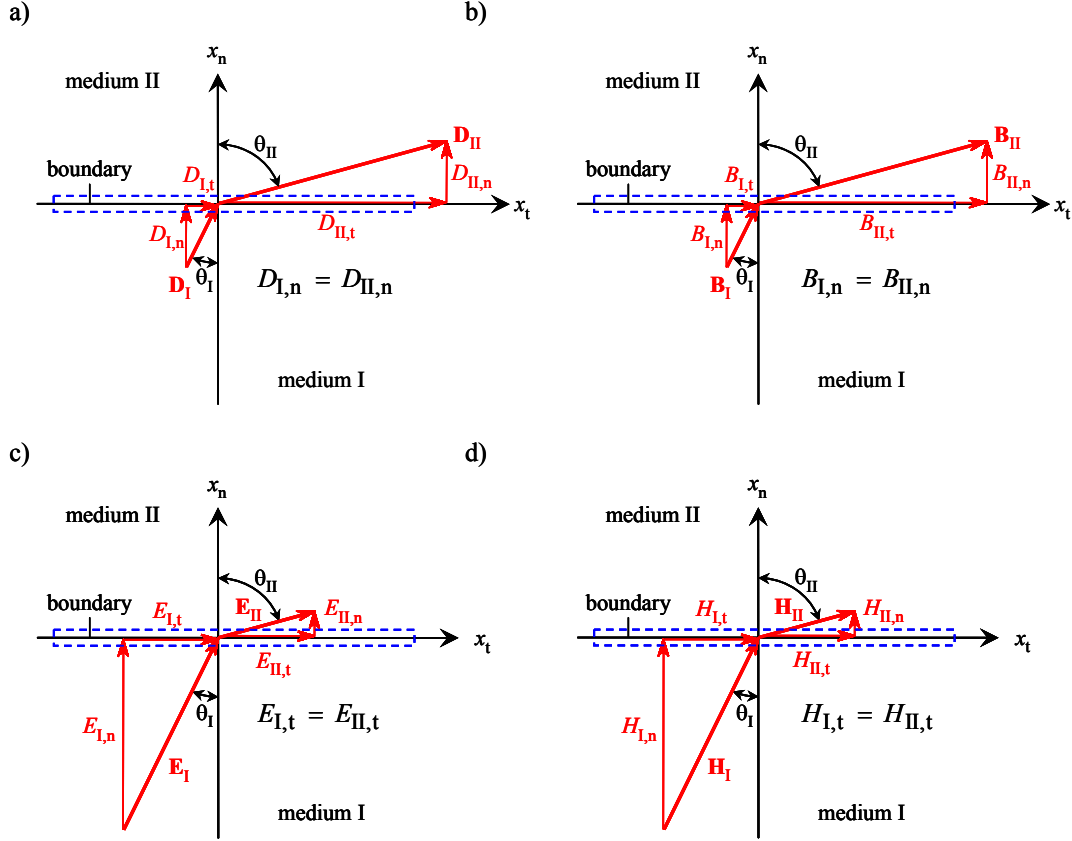 a)
x_n
medium II
θ_II
D_II
boundary
D_I,t
D_II,n
x_t
D_I,n
D_II,t
D_I
θ_I
D_I,n = D_II,n
medium I
b)
x_n
medium II
θ_II
B_II
boundary
B_I,t
B_II,n
x_t
B_I,n
B_II,t
B_I
θ_I
B_I,n = B_II,n
medium I
c)
x_n
medium II
θ_II
boundary
E_I,t
E_II
E_II,n
x_t
E_II,t
E_I,n
θ_I
E_I,t = E_II,t
E_I
medium I
d)
x_n
medium II
θ_II
boundary
H_I,t
H_II
H_II,n
x_t
H_II,t
H_I,n
θ_I
H_I,t = H_II,t
H_I
medium I